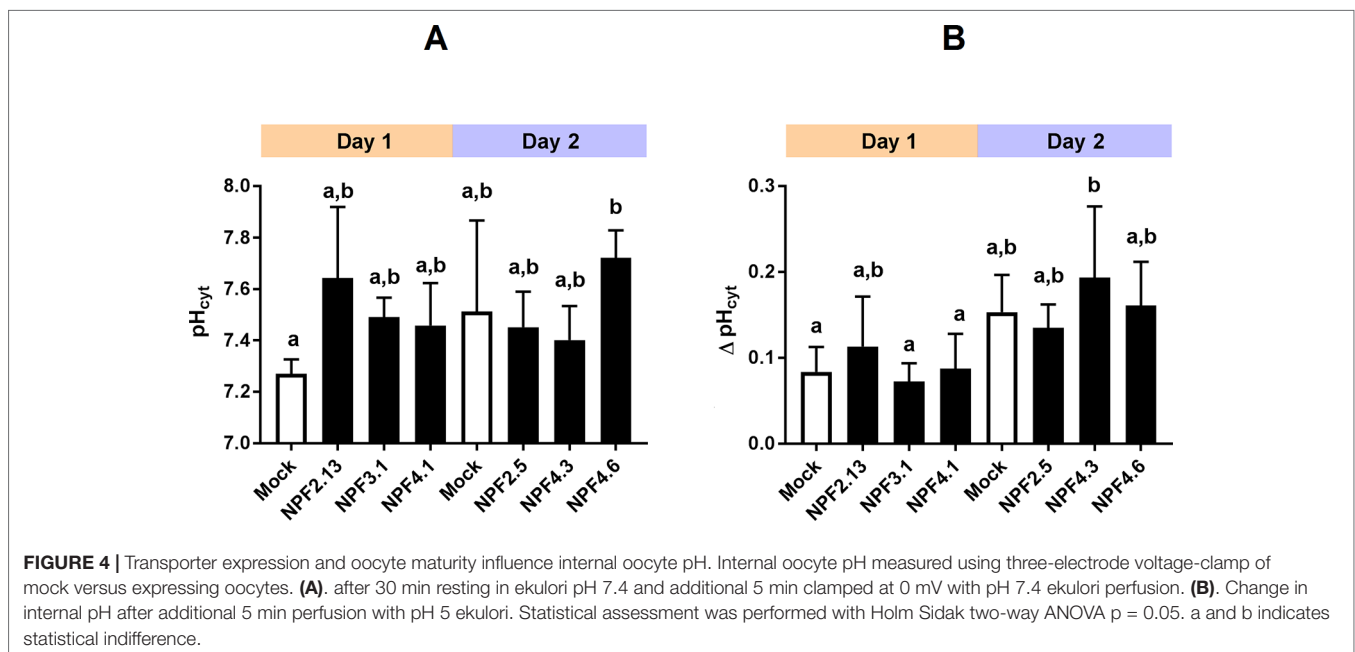 A
B
Day 1 Day 2
Day 1 Day 2
8.0
7.8
7.6
7.4
7.2
7.0
pHcyt
a
a,b
a,b
a,b
a,b
a,b
a,b
b
Mock
NPF2.13
NPF3.1
NPF4.1
Mock
NPF2.5
NPF4.3
NPF4.6
0.3
0.2
0.1
0.0
Δ pHcyt
a
a,b
a
a
a,b
a,b
b
a,b
Mock
NPF2.13
NPF3.1
NPF4.1
Mock
NPF2.5
NPF4.3
NPF4.6
FIGURE 4 | Transporter expression and oocyte maturity influence internal oocyte pH. Internal oocyte pH measured using three-electrode voltage-clamp of
mock versus expressing oocytes. (A). after 30 min resting in ekulori pH 7.4 and additional 5 min clamped at 0 mV with pH 7.4 ekulori perfusion. (B). Change in
internal pH after additional 5 min perfusion with pH 5 ekulori. Statistical assessment was performed with Holm Sidak two-way ANOVA p = 0.05. a and b indicates
statistical indifference.